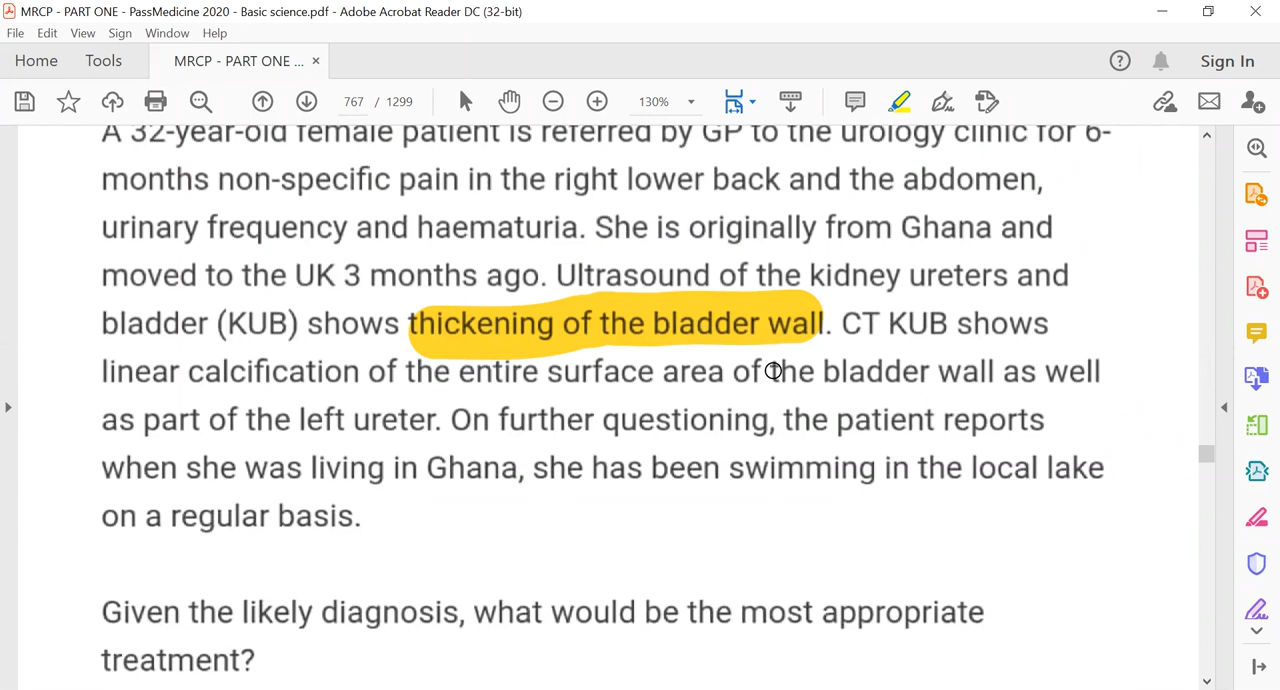 MRCP - PART ONE - PassMedicine 2020 - Basic science.pdf - Adobe Acrobat Reader DC (32-bit)
File Edit View Sign Window Help
Home Tools MRCP - PART ONE ... × Sign In
767 / 1299 130%
A 32-year-old female patient is referred by GP to the urology clinic for 6-
months non-specific pain in the right lower back and the abdomen,
urinary frequency and haematuria. She is originally from Ghana and
moved to the UK 3 months ago. Ultrasound of the kidney ureters and
bladder (KUB) shows thickening of the bladder wall. CT KUB shows
linear calcification of the entire surface area of the bladder wall as well
as part of the left ureter. On further questioning, the patient reports
when she was living in Ghana, she has been swimming in the local lake
on a regular basis.
Given the likely diagnosis, what would be the most appropriate
treatment?